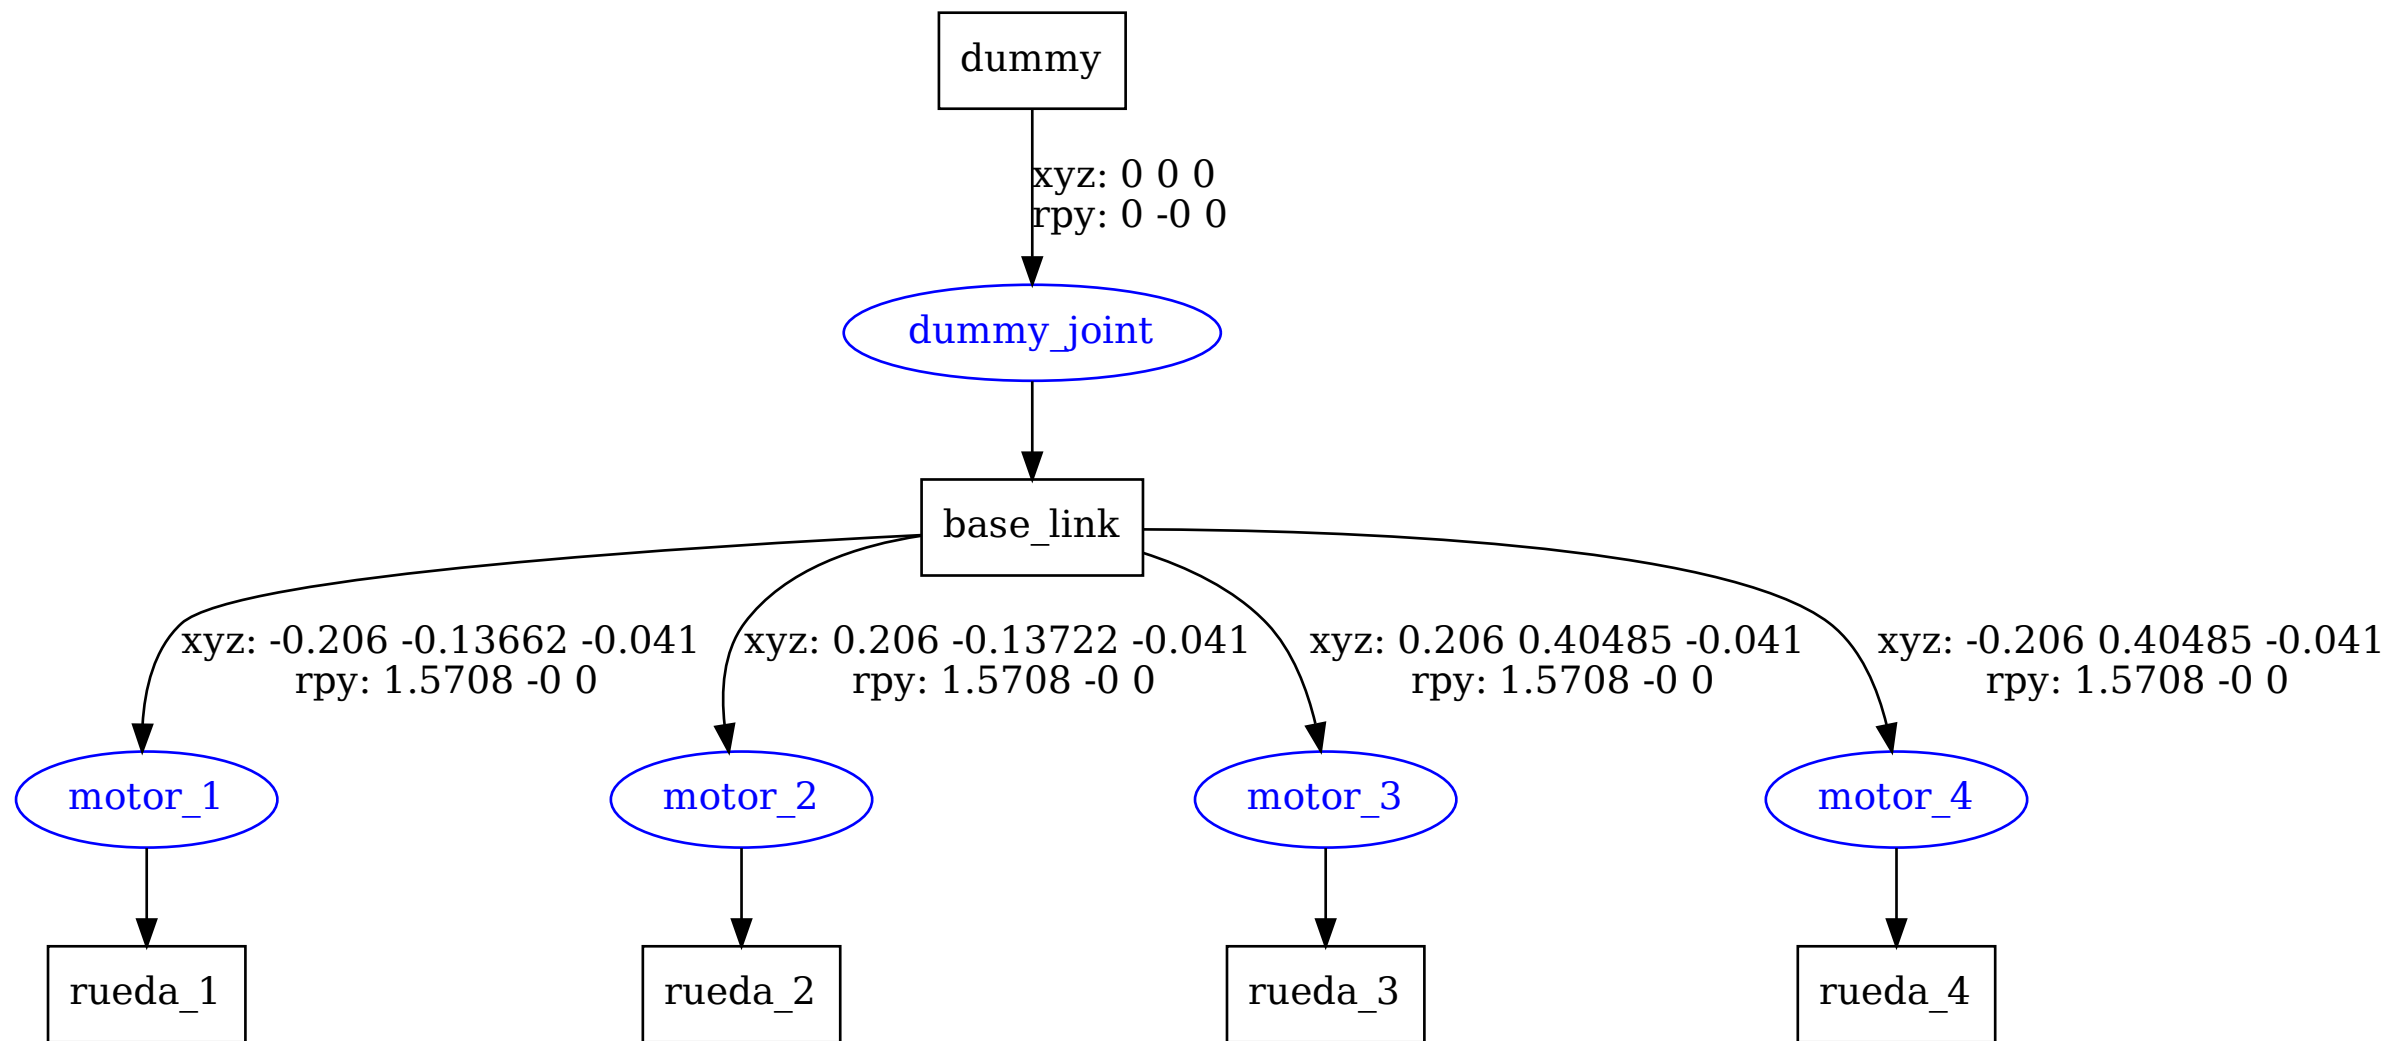 dummy
xyz: 0 0 0
rpy: 0 -0 0
dummy_joint
base_link
xyz: -0.206 -0.13662 -0.041
rpy: 1.5708 -0 0
xyz: 0.206 -0.13722 -0.041
rpy: 1.5708 -0 0
xyz: 0.206 0.40485 -0.041
rpy: 1.5708 -0 0
xyz: -0.206 0.40485 -0.041
rpy: 1.5708 -0 0
motor_1
motor_2
motor_3
motor_4
rueda_1
rueda_2
rueda_3
rueda_4